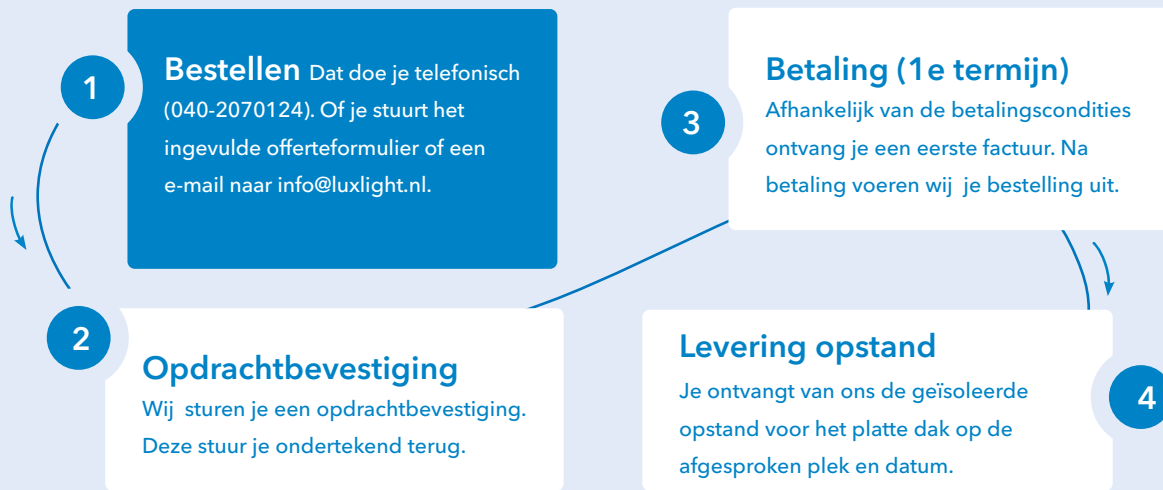 1
Bestellen Dat doe je telefonisch
(040-2070124). Of je stuurt het
ingevulde offerteformulier of een
e-mail naar info@luxlight.nl.
2
Opdrachtbevestiging
Wij sturen je een opdrachtbevestiging.
Deze stuur je ondertekend terug.
3
Betaling (1e termijn)
Afhankelijk van de betalingscondities
ontvang je een eerste factuur. Na
betaling voeren wij je bestelling uit.
4
Levering opstand
Je ontvangt van ons de geïsoleerde
opstand voor het platte dak op de
afgesproken plek en datum.